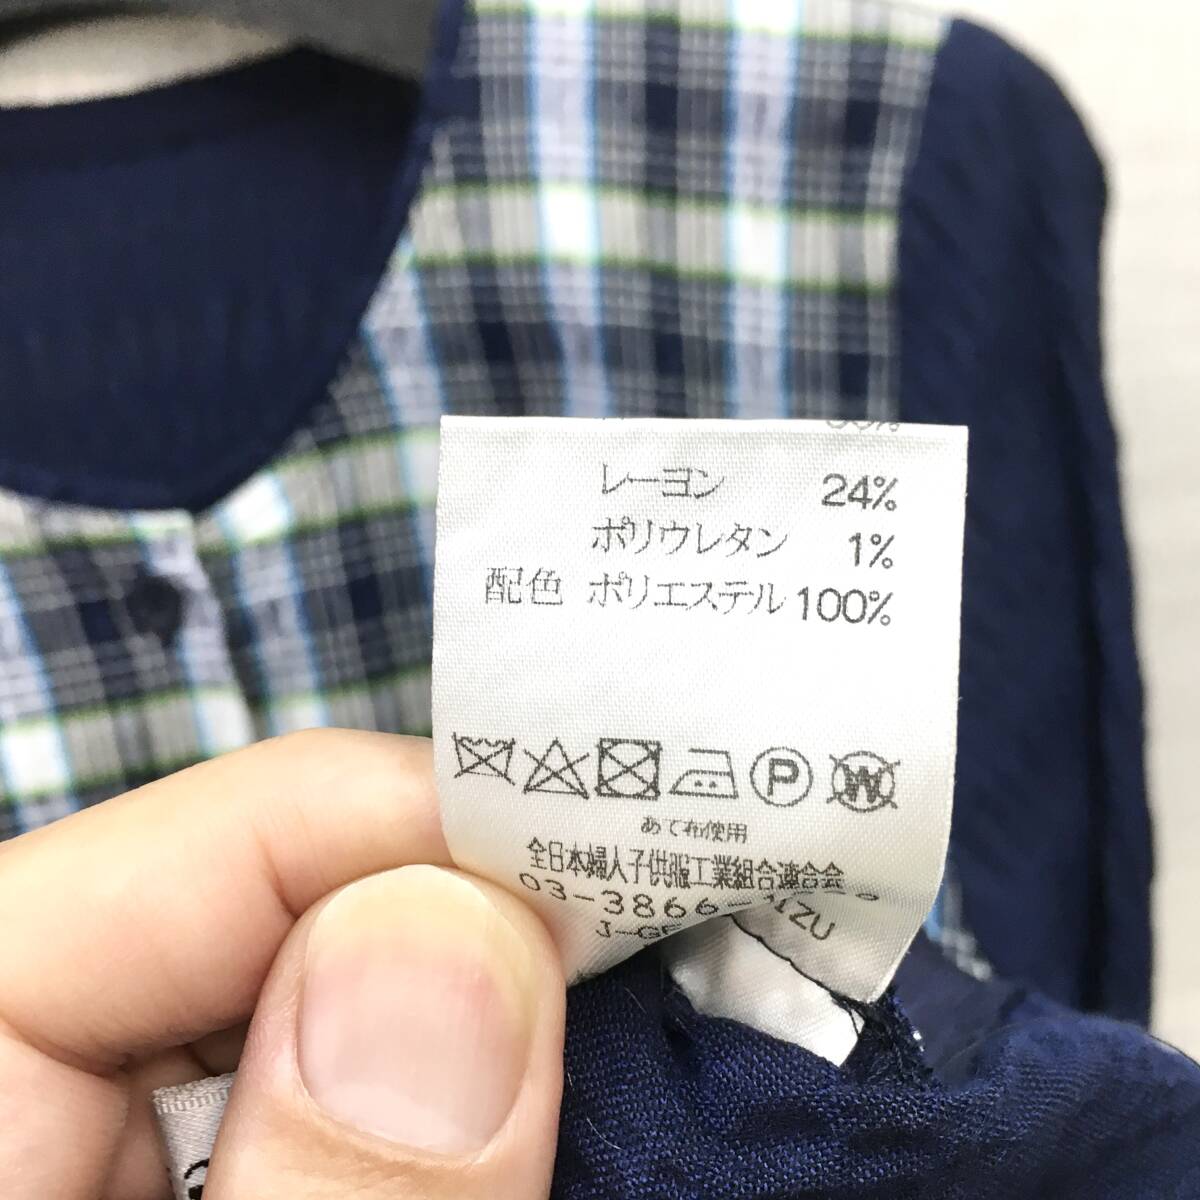 レーヨン 24%
ポリウレタン 1%
配色 ポリエステル 100%
P
W
あて布使用
全日本婦人子供服工業組合連合会
03-3866-